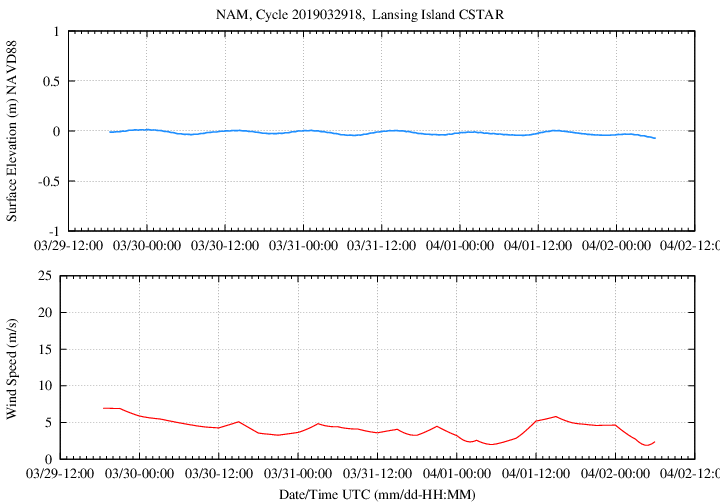 NAM, Cycle 2019032918,  Lansing Island CSTAR
Surface Elevation (m) NAVD88
1
0.5
0
-0.5
-1
03/29-12:00 03/30-00:00 03/30-12:00 03/31-00:00 03/31-12:00 04/01-00:00 04/01-12:00 04/02-00:00 04/02-12:0
Wind Speed (m/s)
25
20
15
10
5
0
03/29-12:00 03/30-00:00 03/30-12:00 03/31-00:00 03/31-12:00 04/01-00:00 04/01-12:00 04/02-00:00 04/02-12:0
Date/Time UTC (mm/dd-HH:MM)